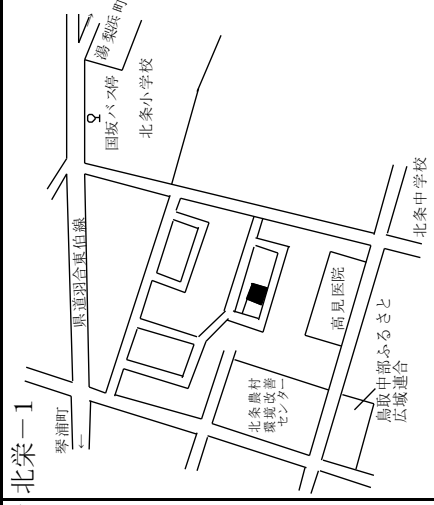 北栄－1
琴浦町
←
県道羽合東伯線
湯梨浜町
国坂バス停
北条小学校
高見医院
北条農村
環境改善
センター
北条中学校
鳥取中部ふるさと
広域連合